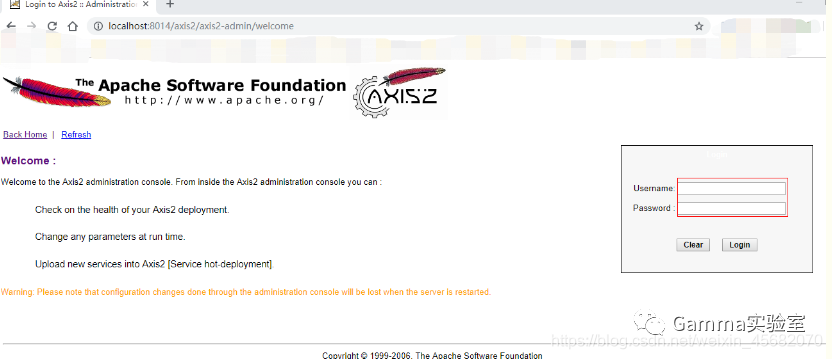 Login to Axis2 :: Administratio
localhost:8014/axis2/axis2-admin/welcome
The Apache Software Foundation
http://www.apache.org/
AXIS2
Back Home | Refresh
Welcome :
Welcome to the Axis2 administration console. From inside the Axis2 administration console you can :
Check on the health of your Axis2 deployment.
Change any parameters at run time.
Upload new services into Axis2 [Service hot-deployment].
Warning: Please note that configuration changes done through the administration console will be lost when the server is restarted.
Username:
Password :
Clear Login
Gamma实验室
https://blog.csdn.net/weixin_45682070
Copyright © 1999-2006, The Apache Software Foundation